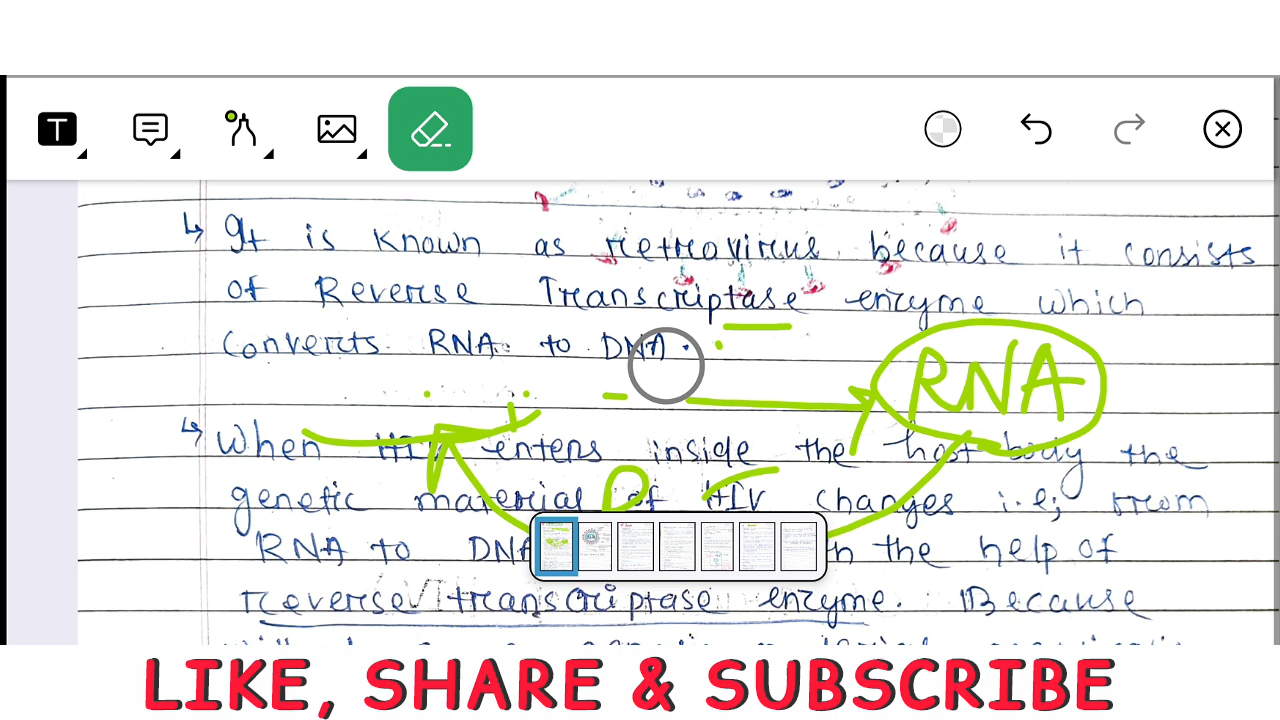 T
It is known as retrovirus because it consists
of Reverse Transcriptase enzyme which
converts RNA to DNA.
RNA
When HIV enters inside the host body the
genetic material of HIV changes i.e; from
D
RNA to DNA the help of
reverse transcriptase enzyme. Because
LIKE, SHARE & SUBSCRIBE